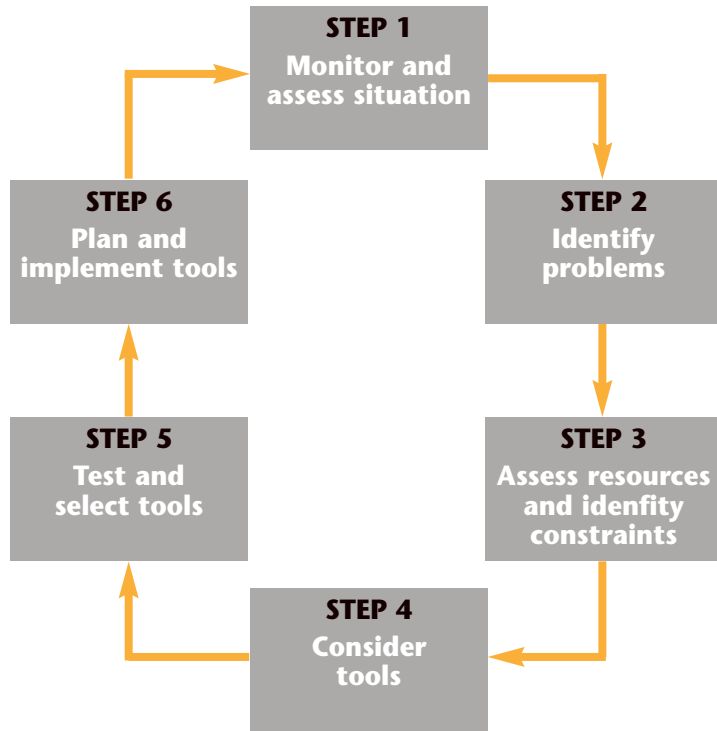 STEP 1
Monitor and
assess situation
STEP 2
Identify
problems
STEP 3
Assess resources
and idenfity
constraints
STEP 4
Consider
tools
STEP 5
Test and
select tools
STEP 6
Plan and
implement tools